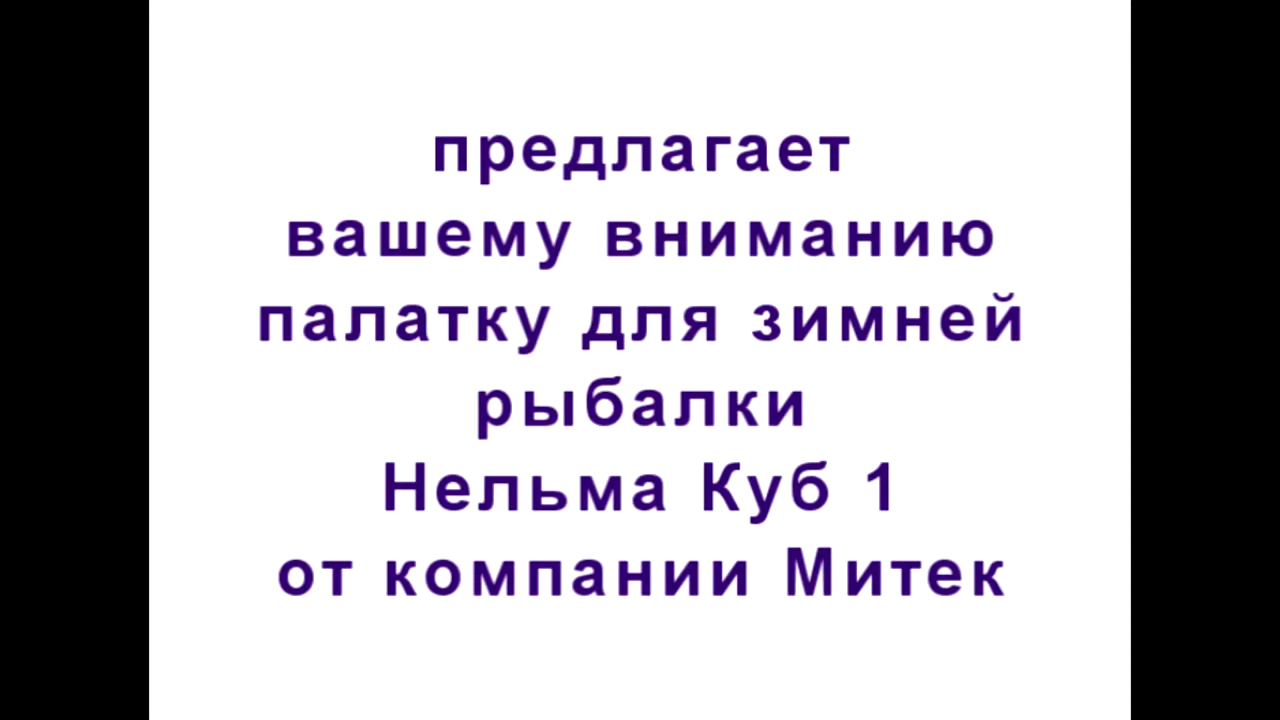 предлагает
вашему вниманию
палатку для зимней
рыбалки
Нельма Куб 1
от компании Митек